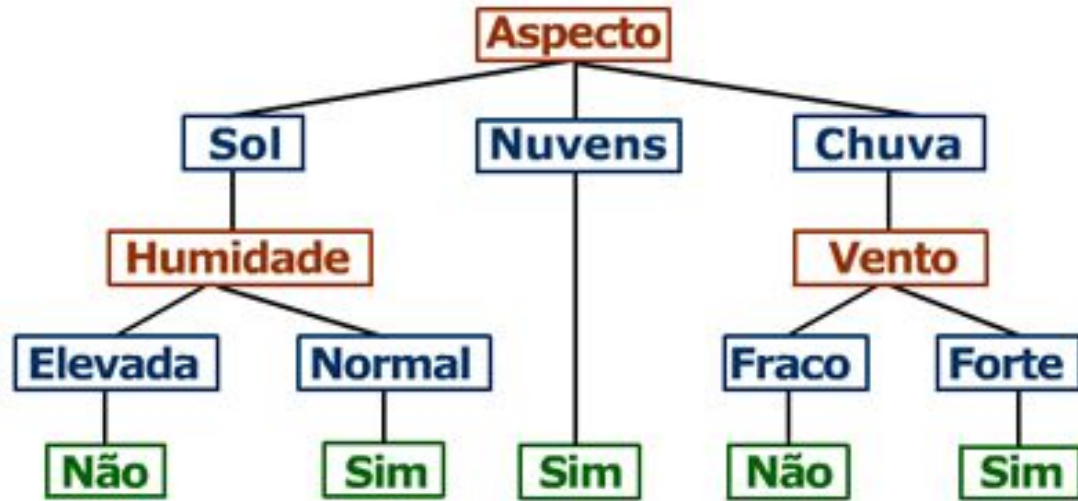 Aspecto
Sol Nuvens Chuva
Humidade Vento
Elevada Normal Fraco Forte
Não Sim Sim Não Sim